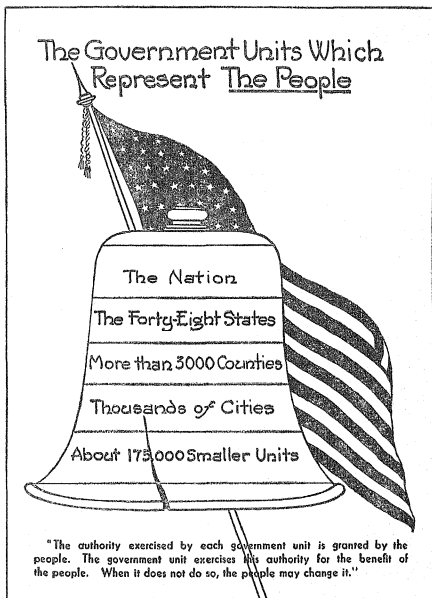 The Government Units Which
Represent The People
The Nation
The Forty-Eight States
More than 3000 Counties
Thousands of Cities
About 175,000 Smaller Units
"The authority exercised by each government unit is granted by the
people. The government unit exercises this authority for the benefit of
the people. When it does not do so, the people may change it."